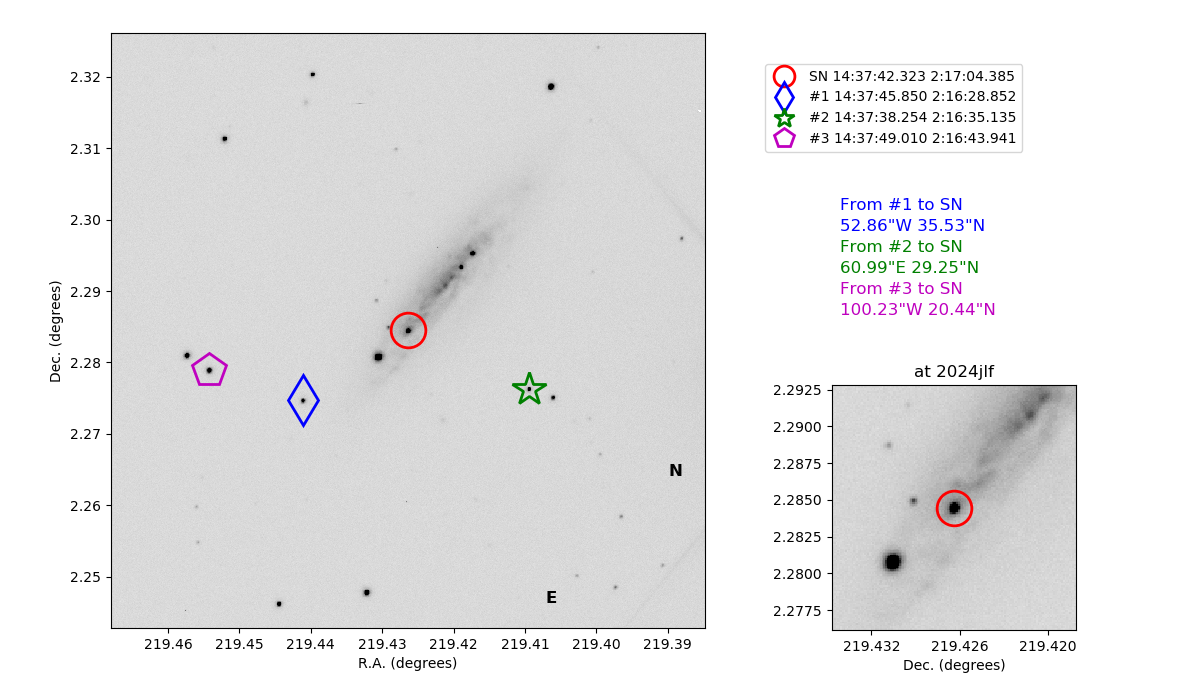 2.32
2.31
2.30
2.29
2.28
2.27
2.26
2.25
Dec. (degrees)
219.46 219.45 219.44 219.43 219.42 219.41 219.40 219.39
R.A. (degrees)
N
E
SN 14:37:42.323 2:17:04.385
#1 14:37:45.850 2:16:28.852
#2 14:37:38.254 2:16:35.135
#3 14:37:49.010 2:16:43.941
From #1 to SN
52.86"W 35.53"N
From #2 to SN
60.99"E 29.25"N
From #3 to SN
100.23"W 20.44"N
at 2024jlf
2.2925
2.2900
2.2875
2.2850
2.2825
2.2800
2.2775
219.432 219.426 219.420
Dec. (degrees)